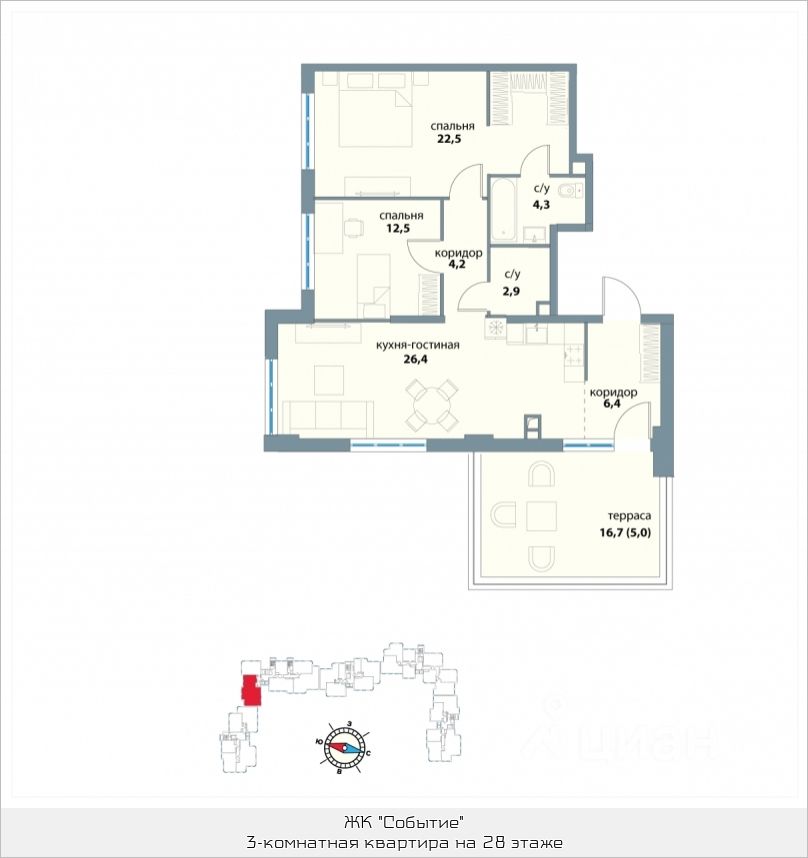 спальня
22,5
с/у
4,3
спальня
12,5
коридор
4,2
с/у
2,9
кухня-гостиная
26,4
коридор
6,4
терраса
16,7 (5,0)
З
Ю
С
В
циан
ЖК "Событие"
3-комнатная квартира на 28 этаже